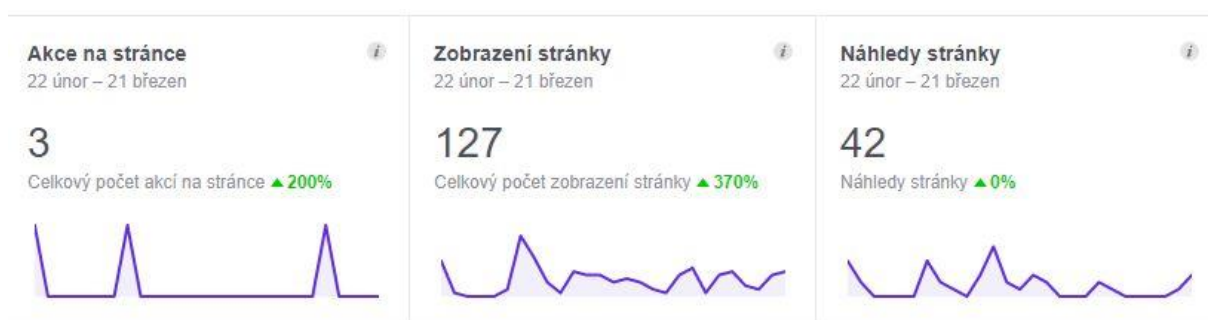 Akce na stránce
22 únor – 21 březen
3
Celkový počet akcí na stránce ▲ 200%
Zobrazení stránky
22 únor – 21 březen
127
Celkový počet zobrazení stránky ▲ 370%
Náhledy stránky
22 únor – 21 březen
42
Náhledy stránky ▲ 0%